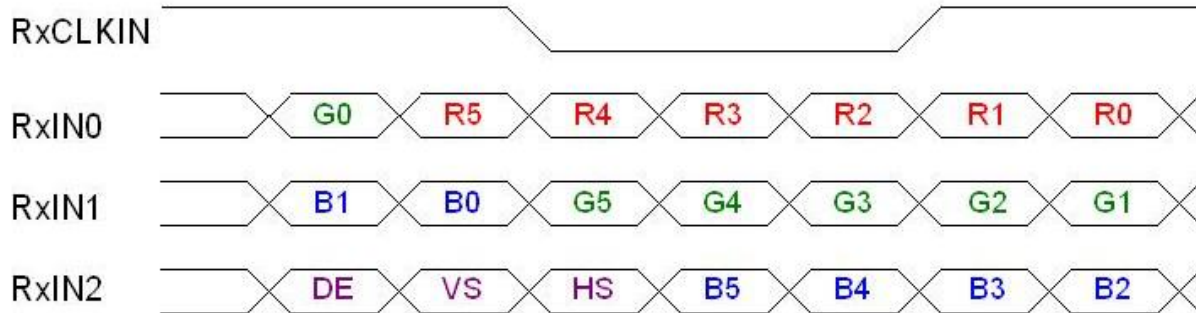 RxCLKIN
RxIN0 G0 R5 R4 R3 R2 R1 R0
RxIN1 B1 B0 G5 G4 G3 G2 G1
RxIN2 DE VS HS B5 B4 B3 B2